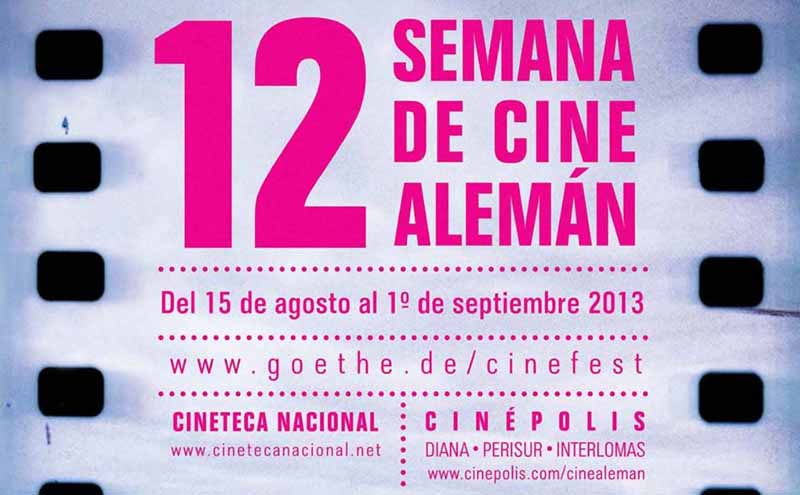 12
SEMANA
DE CINE
ALEMÁN
Del 15 de agosto al 1º de septiembre 2013
www.goethe.de/cinefest
CINETECA NACIONAL
www.cinetecanacional.net
CINÉPOLIS
DIANA • PERISUR • INTERLOMAS
www.cinepolis.com/cinealeman